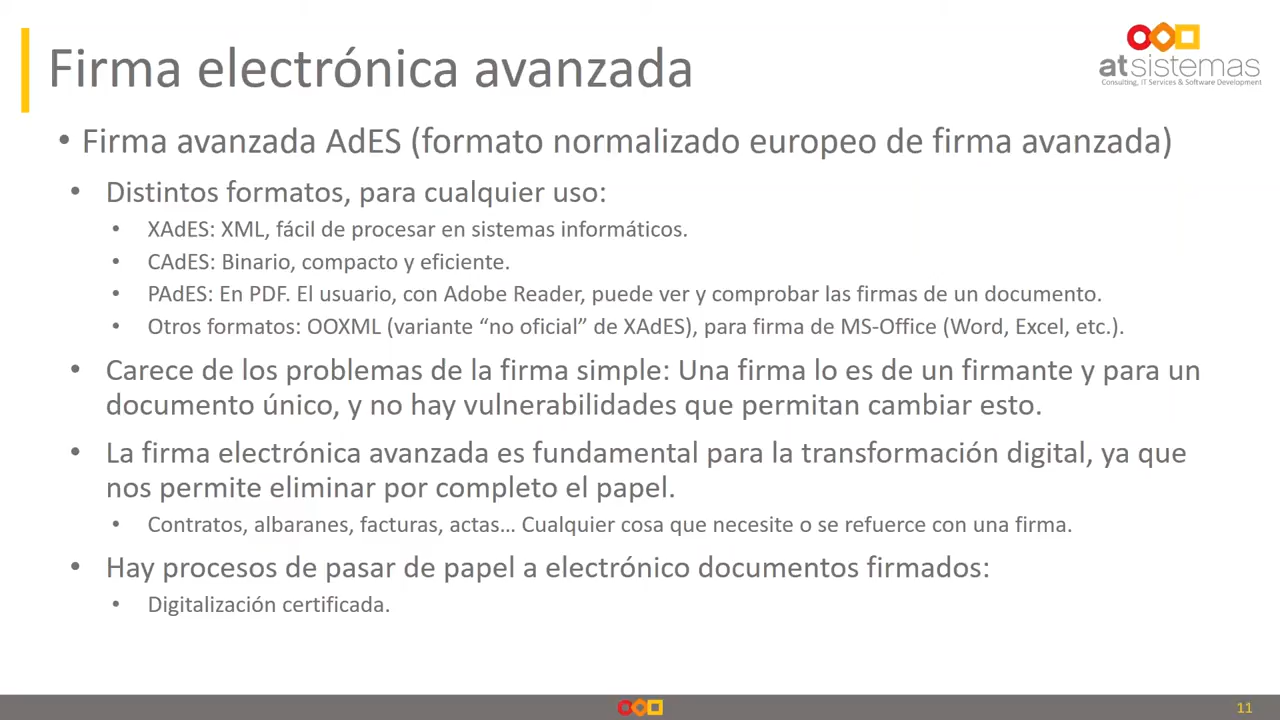 Firma electrónica avanzada
atsistemas
Consulting, IT Services & Software Development
• Firma avanzada AdES (formato normalizado europeo de firma avanzada)
• Distintos formatos, para cualquier uso:
• XAdES: XML, fácil de procesar en sistemas informáticos.
• CAdES: Binario, compacto y eficiente.
• PAdES: En PDF. El usuario, con Adobe Reader, puede ver y comprobar las firmas de un documento.
• Otros formatos: OOXML (variante “no oficial” de XAdES), para firma de MS-Office (Word, Excel, etc.).
• Carece de los problemas de la firma simple: Una firma lo es de un firmante y para un
documento único, y no hay vulnerabilidades que permitan cambiar esto.
• La firma electrónica avanzada es fundamental para la transformación digital, ya que
nos permite eliminar por completo el papel.
• Contratos, albaranes, facturas, actas… Cualquier cosa que necesite o se refuerce con una firma.
• Hay procesos de pasar de papel a electrónico documentos firmados:
• Digitalización certificada.
11